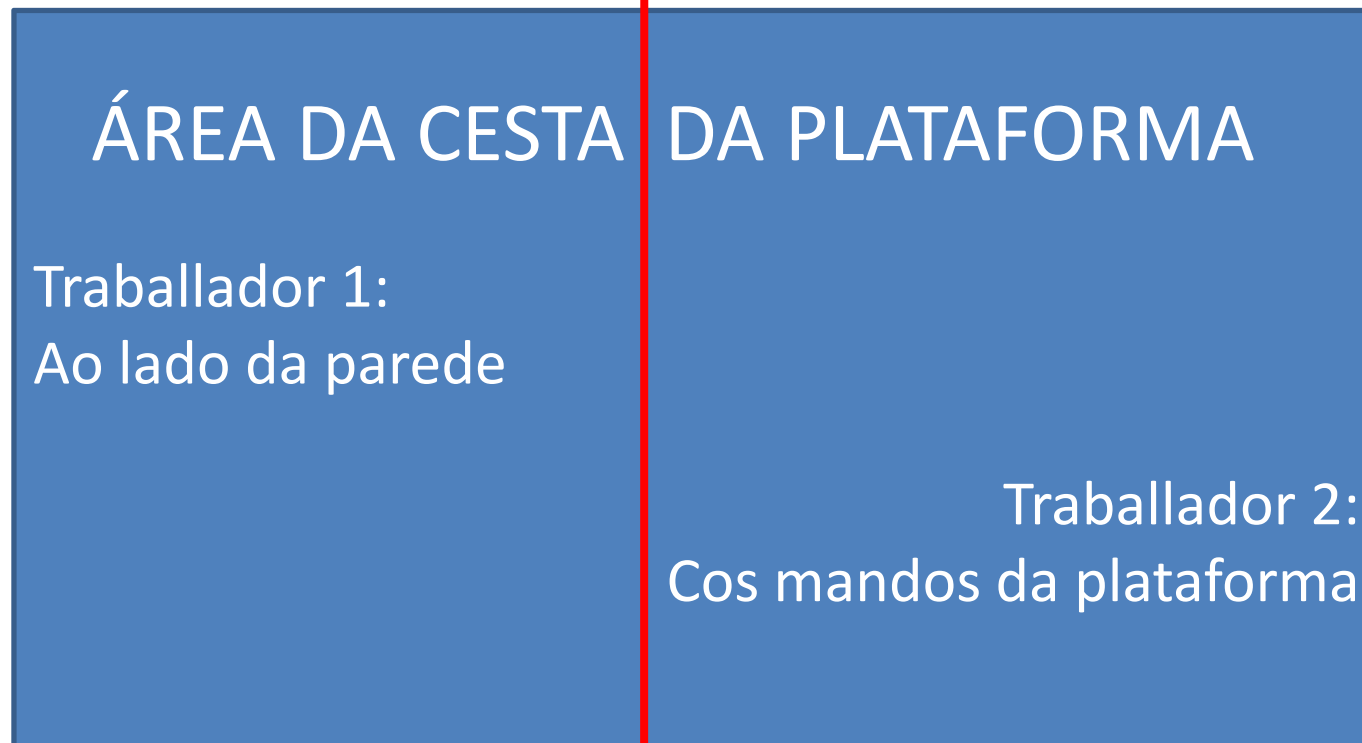 ÁREA DA CESTA DA PLATAFORMA
Traballador 1:
Ao lado da parede
Traballador 2:
Cos mandos da plataforma